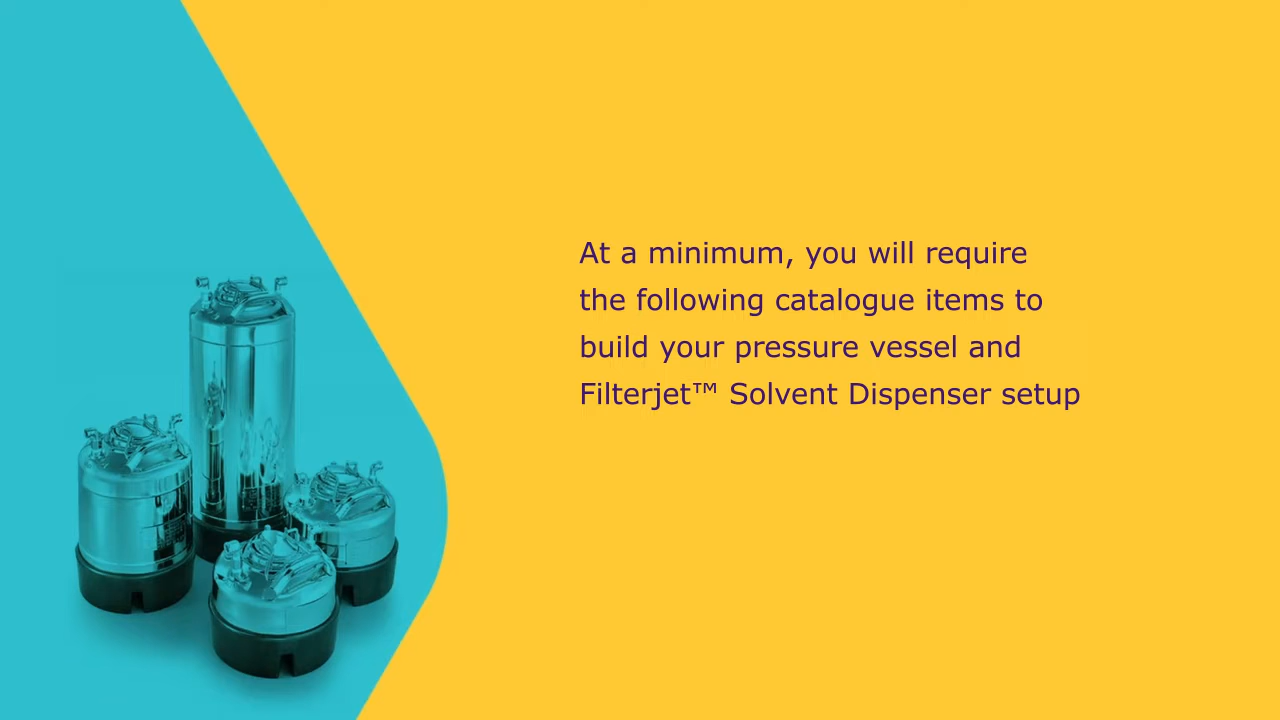 At a minimum, you will require
the following catalogue items to
build your pressure vessel and
Filterjet™ Solvent Dispenser setup